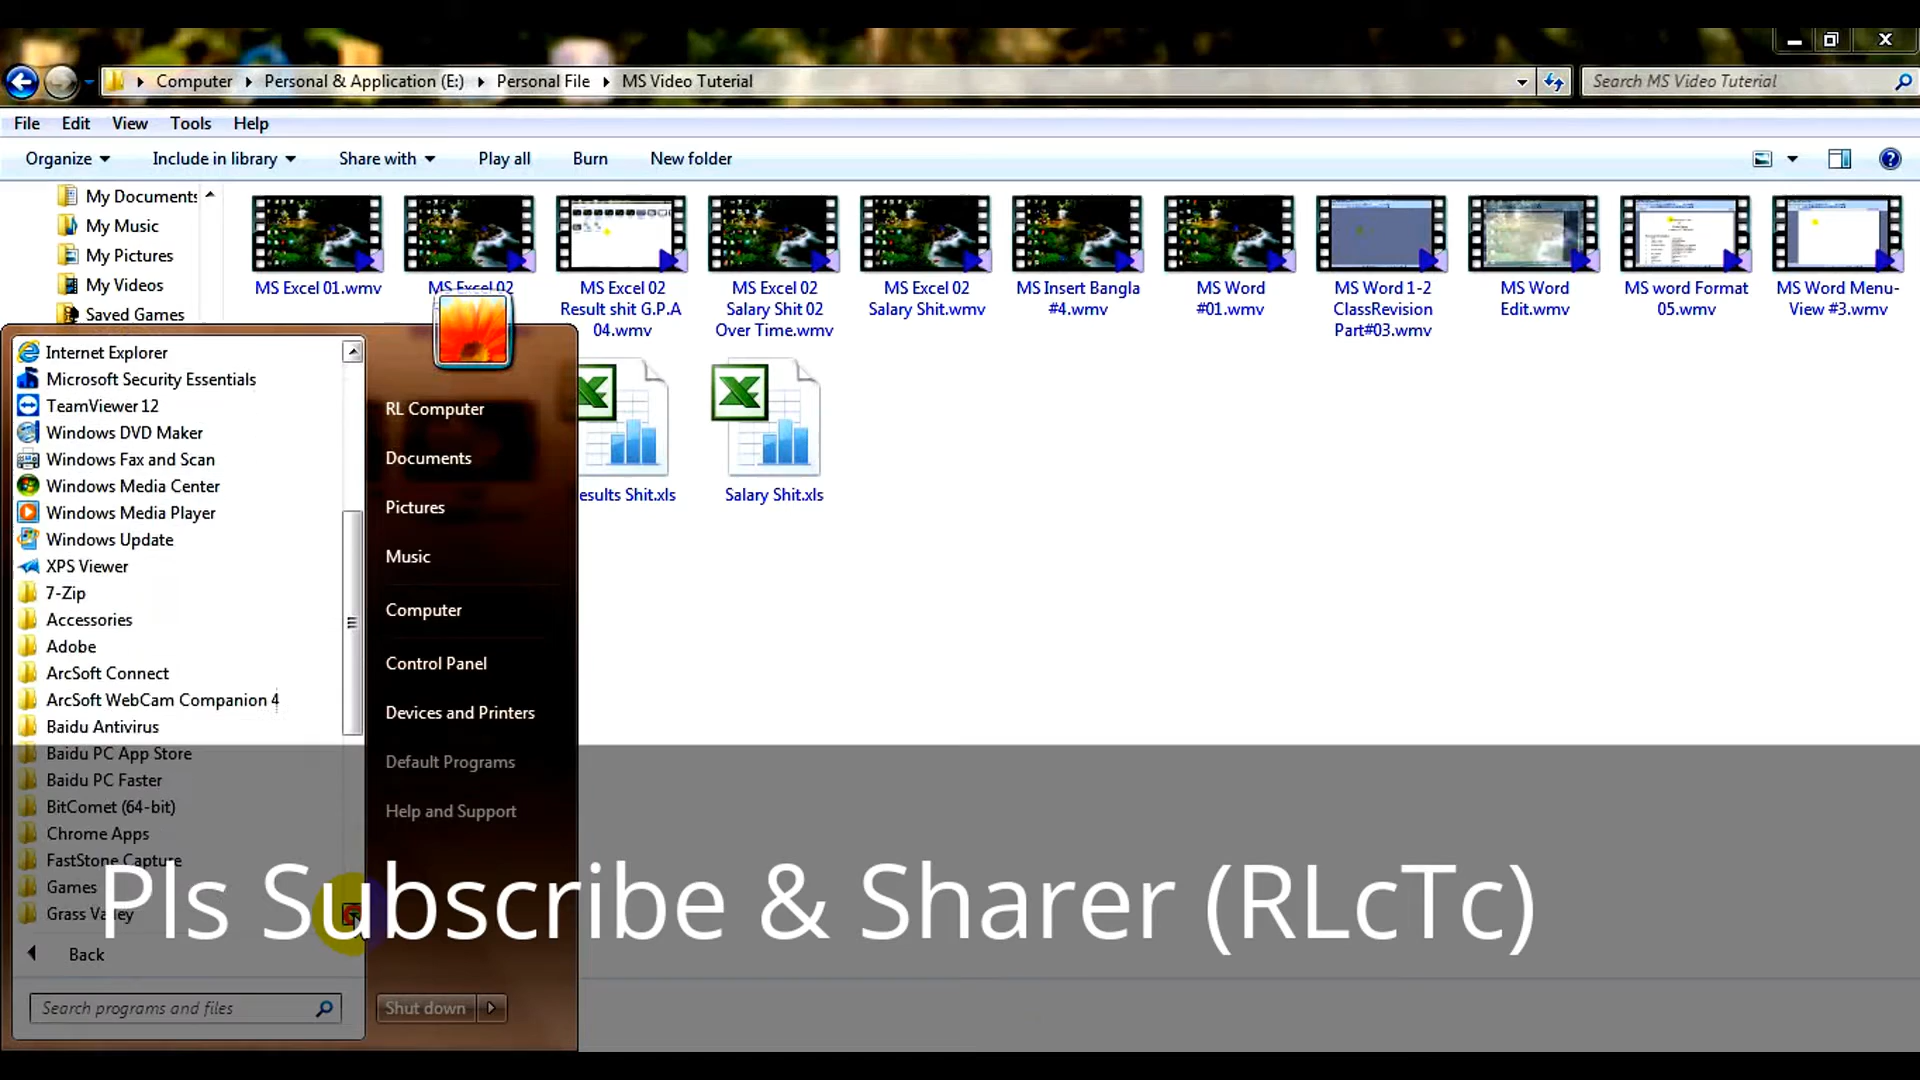 Computer Personal & Application (E:) Personal File MS Video Tuterial
Search MS Video Tuterial
File Edit View Tools Help
Organize Include in library Share with Play all Burn New folder
My Documents
My Music
My Pictures
My Videos
Saved Games
MS Excel 01.wmv
MS Excel 02
MS Excel 02
Result shit G.P.A
04.wmv
MS Excel 02
Salary Shit 02
Over Time.wmv
MS Excel 02
Salary Shit.wmv
MS Insert Bangla
#4.wmv
MS Word
#01.wmv
MS Word 1-2
ClassRevision
Part#03.wmv
MS Word
Edit.wmv
MS word Format
05.wmv
MS Word Menu-
View #3.wmv
esults Shit.xls
Salary Shit.xls
Internet Explorer
Microsoft Security Essentials
TeamViewer 12
Windows DVD Maker
Windows Fax and Scan
Windows Media Center
Windows Media Player
Windows Update
XPS Viewer
7-Zip
Accessories
Adobe
ArcSoft Connect
ArcSoft WebCam Companion 4
Baidu Antivirus
Baidu PC App Store
Baidu PC Faster
BitComet (64-bit)
Chrome Apps
FastStone Capture
Games
Grass Valley
Back
Search programs and files
RL Computer
Documents
Pictures
Music
Computer
Control Panel
Devices and Printers
Default Programs
Help and Support
Shut down
Pls Subscribe & Sharer (RLcTc)